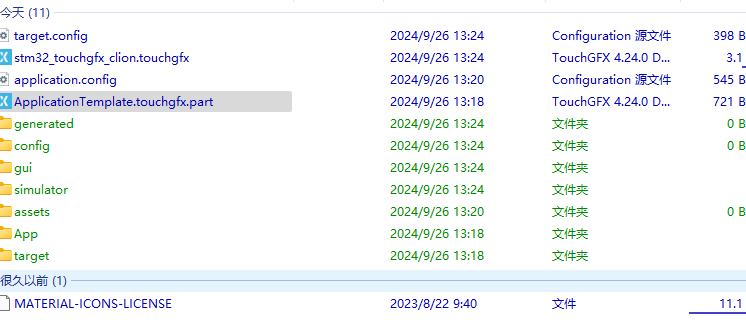 今天 (11)
target.config 2024/9/26 13:24 Configuration 源文件 398 B
stm32_touchgfx_clion.touchgfx 2024/9/26 13:24 TouchGFX 4.24.0 D... 3.1
application.config 2024/9/26 13:20 Configuration 源文件 545 B
ApplicationTemplate.touchgfx.part 2024/9/26 13:18 TouchGFX 4.24.0 D... 721 B
generated 2024/9/26 13:24 文件夹 0 B
config 2024/9/26 13:24 文件夹 0 B
gui 2024/9/26 13:24 文件夹
simulator 2024/9/26 13:24 文件夹
assets 2024/9/26 13:20 文件夹 0 B
App 2024/9/26 13:18 文件夹
target 2024/9/26 13:18 文件夹
很久以前 (1)
MATERIAL-ICONS-LICENSE 2023/8/22 9:40 文件 11.1